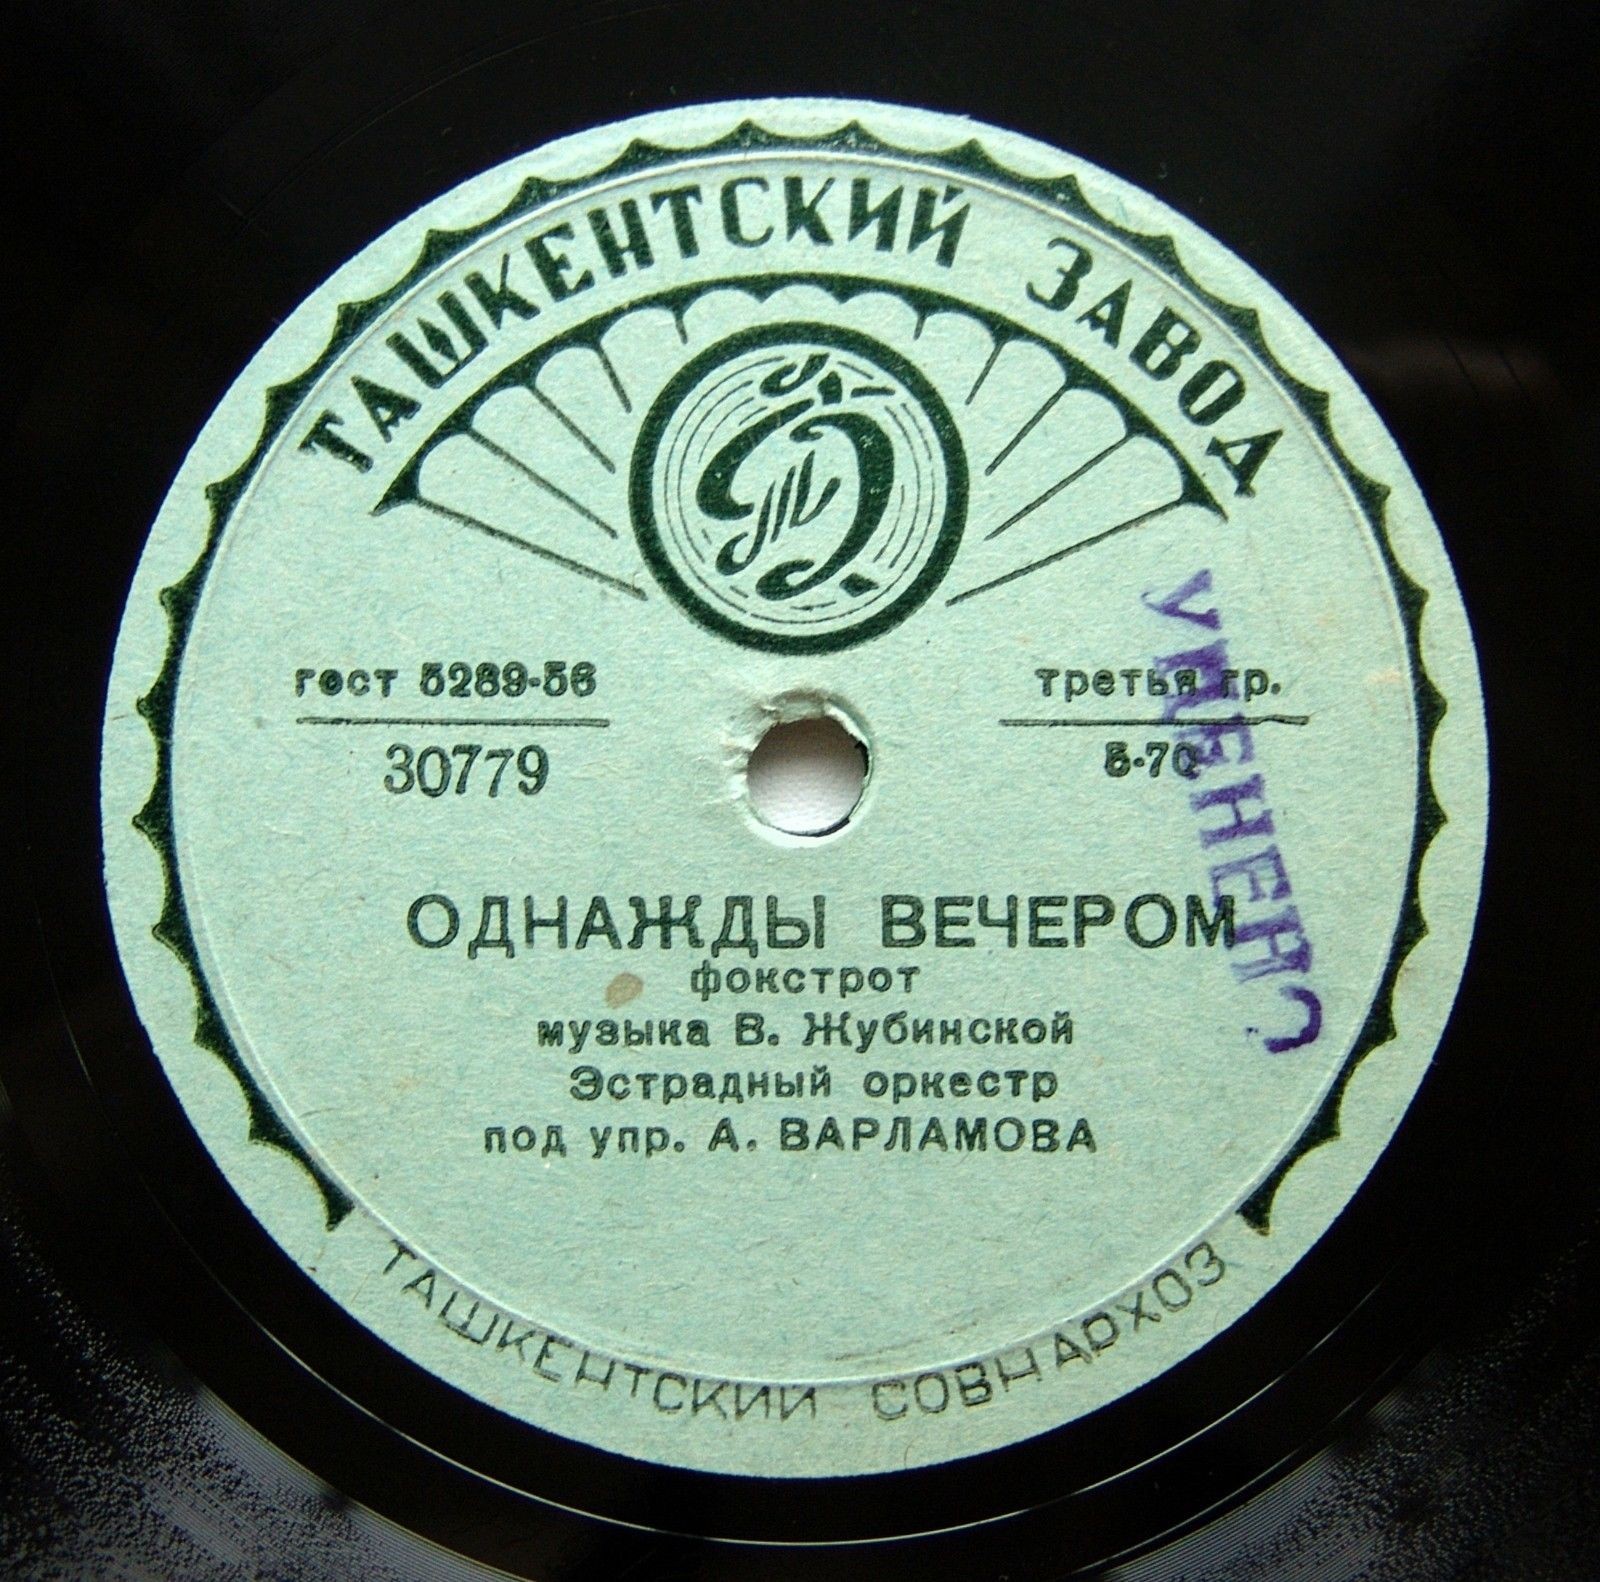 ТАШКЕНТСКИЙ ЗАВОД
гост 5289-56
третья гр.
30779
5-70
УЦЕНЕНО
ОДНАЖДЫ ВЕЧЕРОМ
фокстрот
музыка В. Жубинской
Эстрадный оркестр
под упр. А. ВАРЛАМОВА
ТАШКЕНТСКИЙ СОВНАРХОЗ